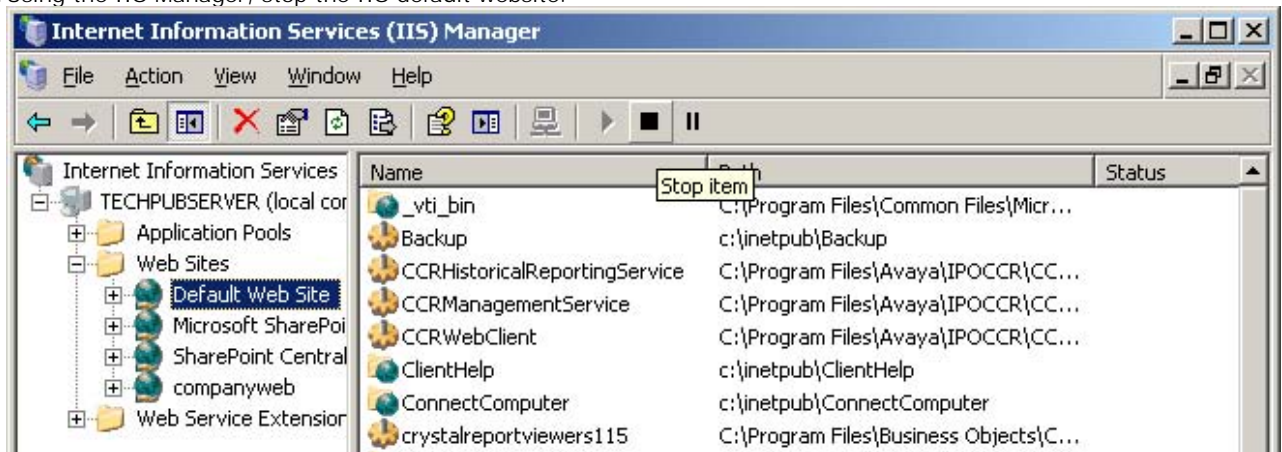 Using the IIS Manager, stop the IIS default website.
Internet Information Services (IIS) Manager
File Action View Window Help
Internet Information Services
TECHPUBSERVER (local cor
Application Pools
Web Sites
Default Web Site
Microsoft SharePoi
SharePoint Central
companyweb
Web Service Extension
Name Status
Stop item
_vti_bin C:\Program Files\Common Files\Micr...
Backup c:\inetpub\Backup
CCRHistoricalReportingService C:\Program Files\Avaya\IPOCCR\CC...
CCRManagementService C:\Program Files\Avaya\IPOCCR\CC...
CCRWebClient C:\Program Files\Avaya\IPOCCR\CC...
ClientHelp c:\inetpub\ClientHelp
ConnectComputer c:\inetpub\ConnectComputer
crystalreportviewers115 C:\Program Files\Business Objects\C...